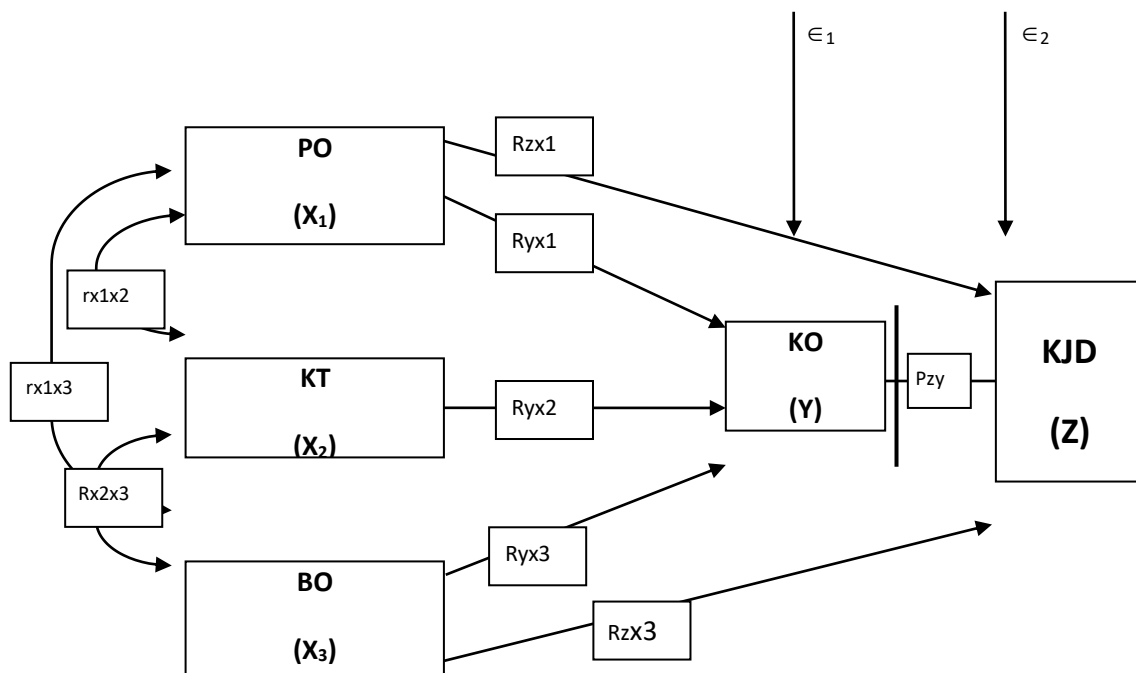 ∈1
∈2
Rzx1
PO
(X1)
Ryx1
rx1x2
KO
(Y)
Pzy
KJD
(Z)
rx1x3
KT
(X2)
Ryx2
Rx2x3
Ryx3
BO
(X3)
Rzx3